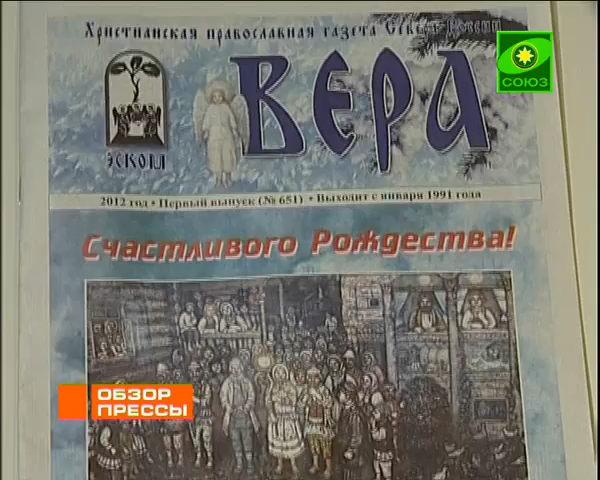 Христианская православная газета Севера России
СОЮЗ
ВЕРА
ЭСКОМ
2012 год • Первый выпуск (№ 651) • Выходит с января 1991 года
Счастливого Рождества!
ОБЗОР
ПРЕССЫ